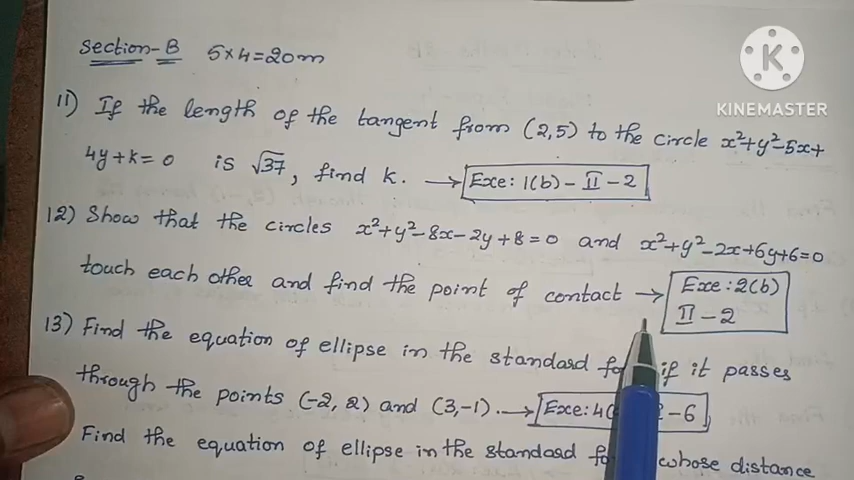 Section-B 5×4=20m
KINEMASTER
11) If the length of the tangent from (2,5) to the circle x²+y²-5x+
4y+k=0 is √37, find k. → Exe: 1(b)-II-2
12) Show that the circles x²+y²-8x-2y+8=0 and x²+y²-2x+6y+6=0
touch each other and find the point of contact → Exe: 2(b)
II-2
13) Find the equation of ellipse in the standard if it passes
through the points (-2, 2) and (3,-1). → Exe: 4( -6
Find the equation of ellipse in the standard whose distance